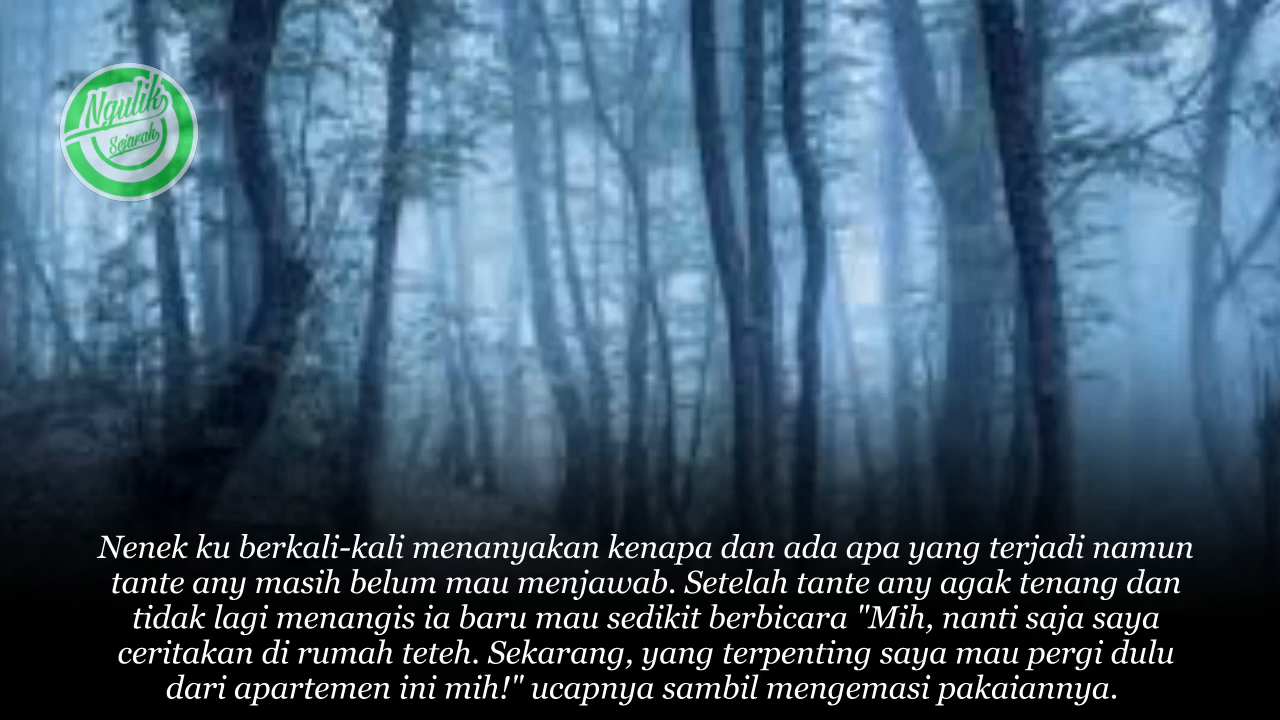 Ngulik
Sejarah
Nenek ku berkali-kali menanyakan kenapa dan ada apa yang terjadi namun
tante any masih belum mau menjawab. Setelah tante any agak tenang dan
tidak lagi menangis ia baru mau sedikit berbicara "Mih, nanti saja saya
ceritakan di rumah teteh. Sekarang, yang terpenting saya mau pergi dulu
dari apartemen ini mih!" ucapnya sambil mengemasi pakaiannya.